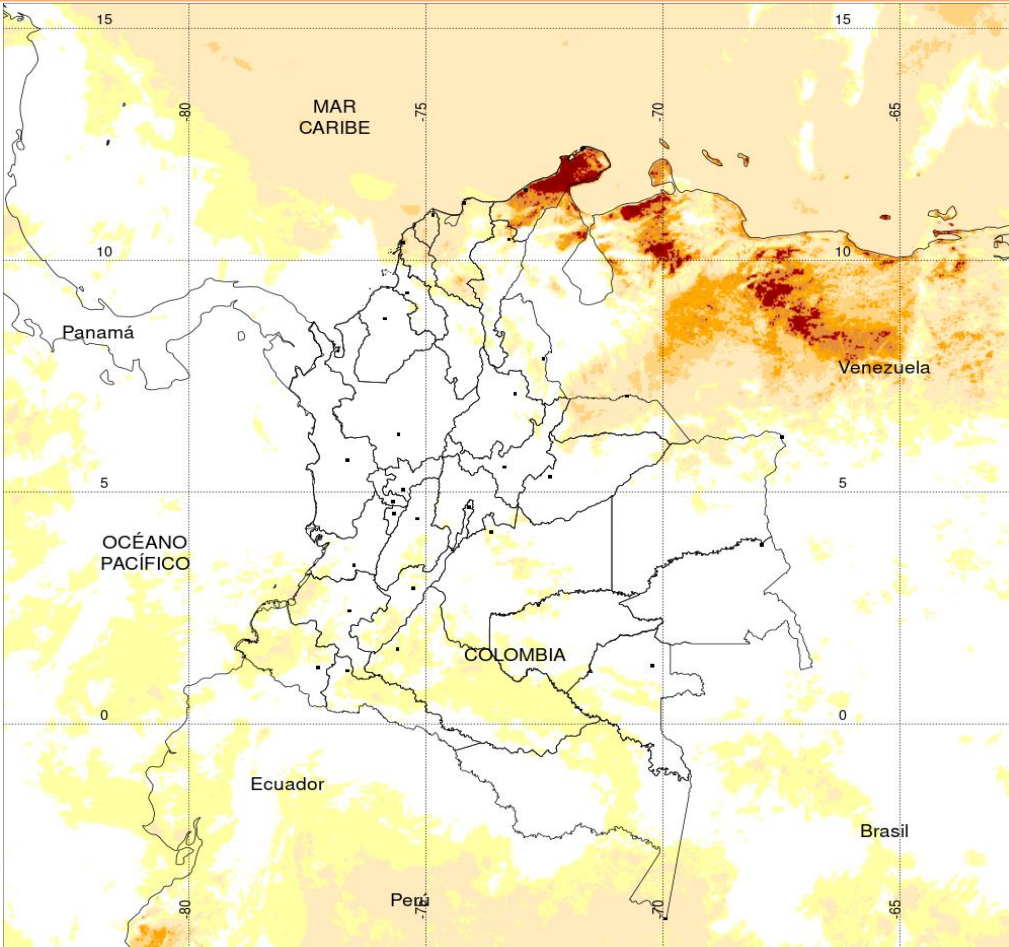 15
15
-80
-75
-70
-65
MAR
CARIBE
10
10
Panamá
Venezuela
5
5
OCÉANO
PACÍFICO
COLOMBIA
0
0
Ecuador
Brasil
Perú
-80
-75
-70
-65